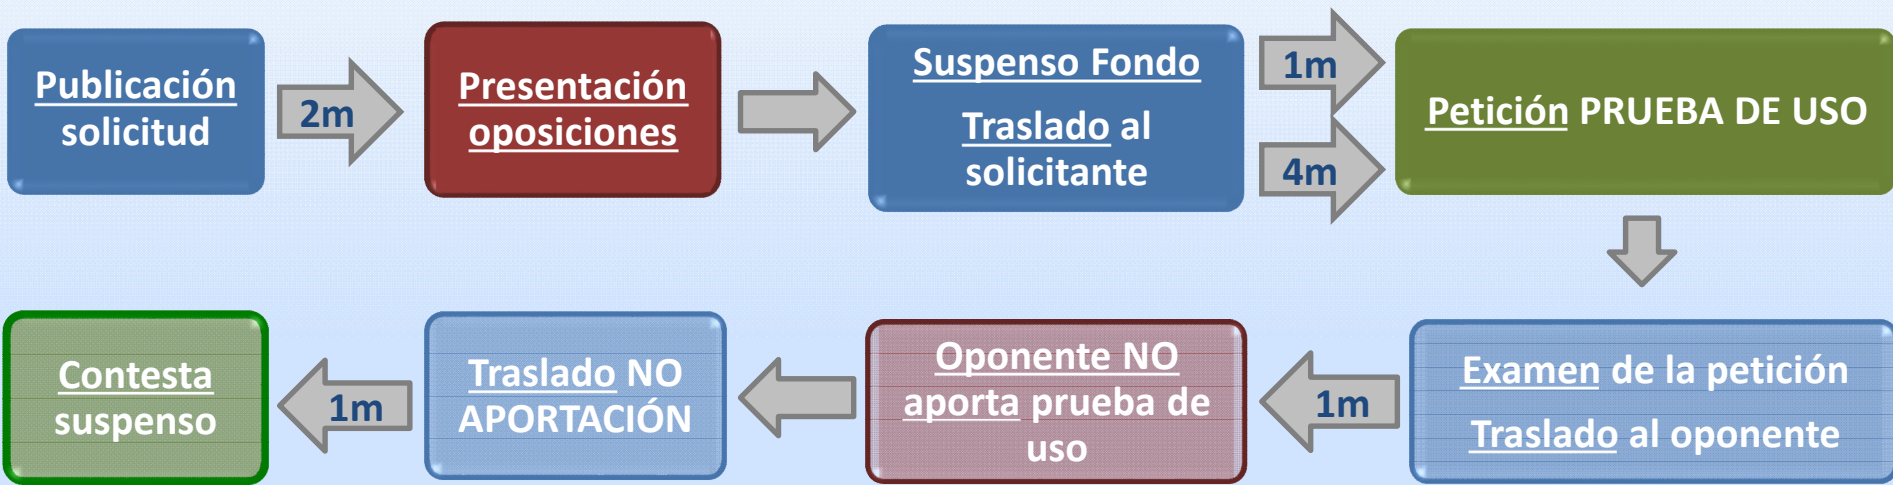 Publicación
solicitud
2m
Presentación
oposiciones
Suspenso Fondo
Traslado al
solicitante
1m
4m
Petición PRUEBA DE USO
Examen de la petición
Traslado al oponente
1m
Oponente NO
aporta prueba de
uso
Traslado NO
APORTACIÓN
1m
Contesta
suspenso